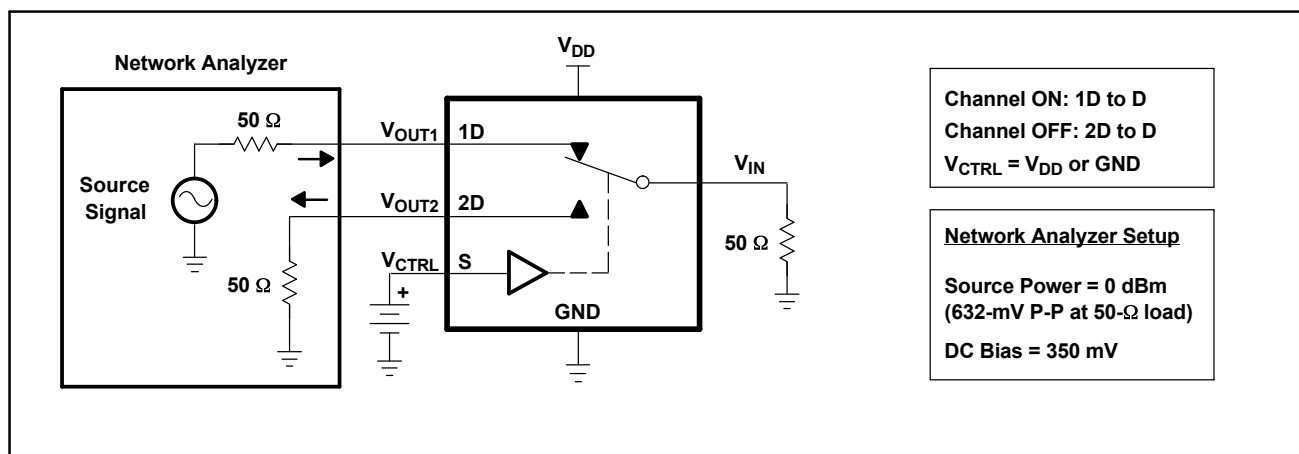 V_DD
Network Analyzer
50 Ω
V_OUT1 1D
V_IN
Source
Signal
V_OUT2 2D
50 Ω
V_CTRL S
50 Ω
+
GND
Channel ON: 1D to D
Channel OFF: 2D to D
V_CTRL = V_DD or GND
Network Analyzer Setup
Source Power = 0 dBm
(632-mV P-P at 50-Ω load)
DC Bias = 350 mV